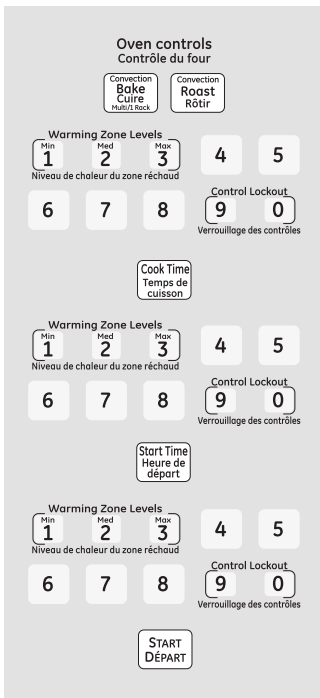 Oven controls
Contrôle du four
Convection Convection
Bake Roast
Cuire Rôtir
Multi/1 Rack
Warming Zone Levels
Min Med Max
1 2 3 4 5
Niveau de chaleur du zone réchaud
Control Lockout
6 7 8 9 0
Verrouillage des contrôles
Cook Time
Temps de
cuisson
Warming Zone Levels
Min Med Max
1 2 3 4 5
Niveau de chaleur du zone réchaud
Control Lockout
6 7 8 9 0
Verrouillage des contrôles
Start Time
Heure de
départ
Warming Zone Levels
Min Med Max
1 2 3 4 5
Niveau de chaleur du zone réchaud
Control Lockout
6 7 8 9 0
Verrouillage des contrôles
START
DÉPART